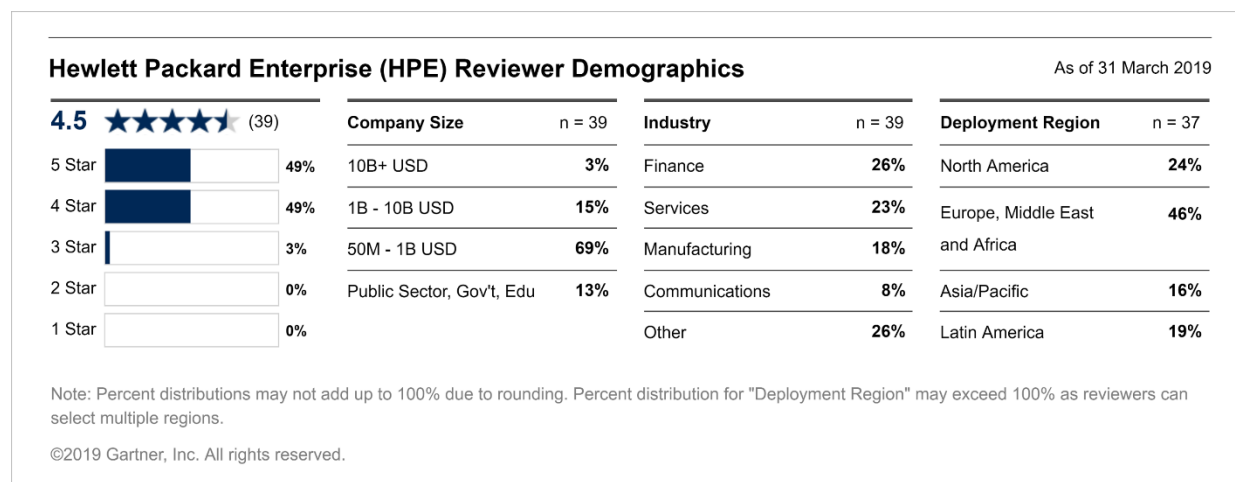 Hewlett Packard Enterprise (HPE) Reviewer Demographics
As of 31 March 2019
4.5 (39)
5 Star 49%
4 Star 49%
3 Star 3%
2 Star 0%
1 Star 0%
Company Size n = 39
10B+ USD 3%
1B - 10B USD 15%
50M - 1B USD 69%
Public Sector, Gov't, Edu 13%
Industry n = 39
Finance 26%
Services 23%
Manufacturing 18%
Communications 8%
Other 26%
Deployment Region n = 37
North America 24%
Europe, Middle East 46%
and Africa
Asia/Pacific 16%
Latin America 19%
Note: Percent distributions may not add up to 100% due to rounding. Percent distribution for "Deployment Region" may exceed 100% as reviewers can
select multiple regions.
©2019 Gartner, Inc. All rights reserved.